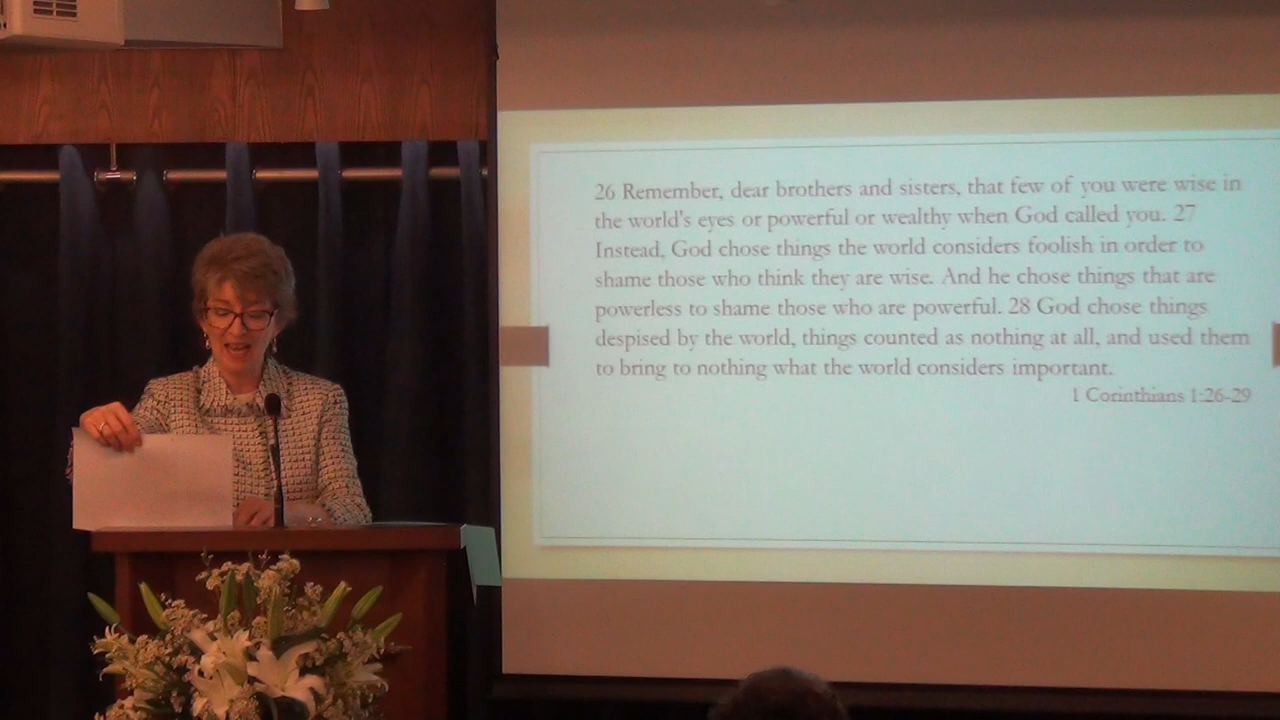 26 Remember, dear brothers and sisters, that few of you were wise in
the world's eyes or powerful or wealthy when God called you. 27
Instead, God chose things the world considers foolish in order to
shame those who think they are wise. And he chose things that are
powerless to shame those who are powerful. 28 God chose things
despised by the world, things counted as nothing at all, and used them
to bring to nothing what the world considers important.
1 Corinthians 1:26-29